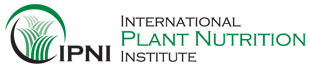 IPNI
INTERNATIONAL
PLANT NUTRITION
INSTITUTE